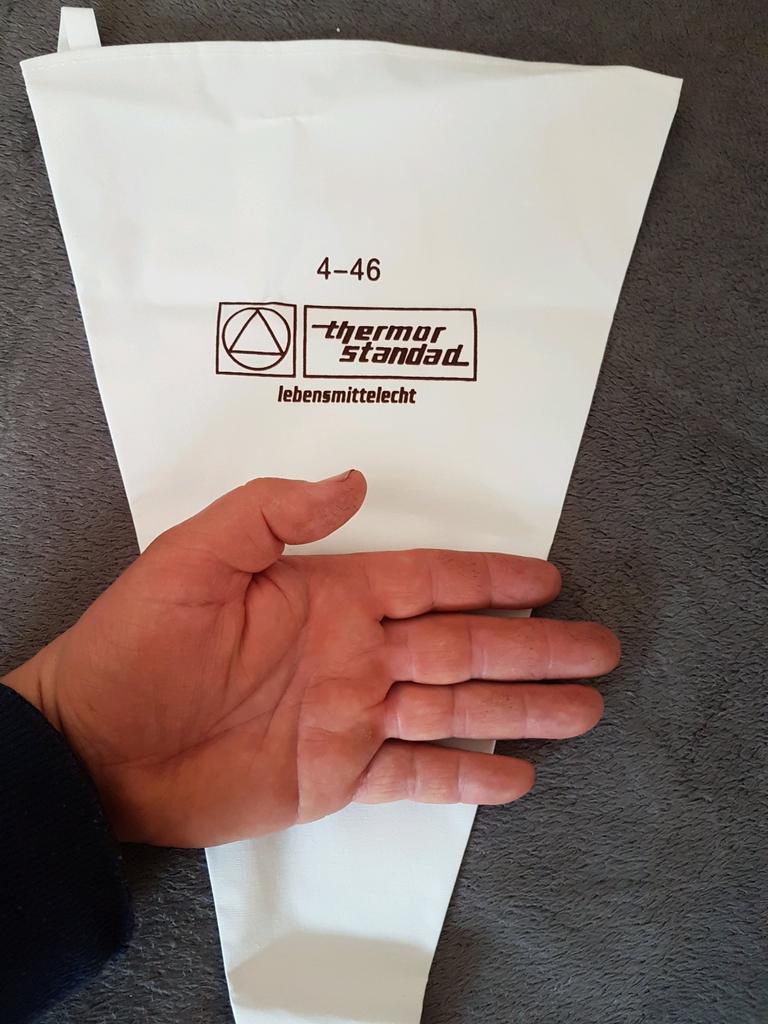 4-46
thermor
standad
lebensmittelecht